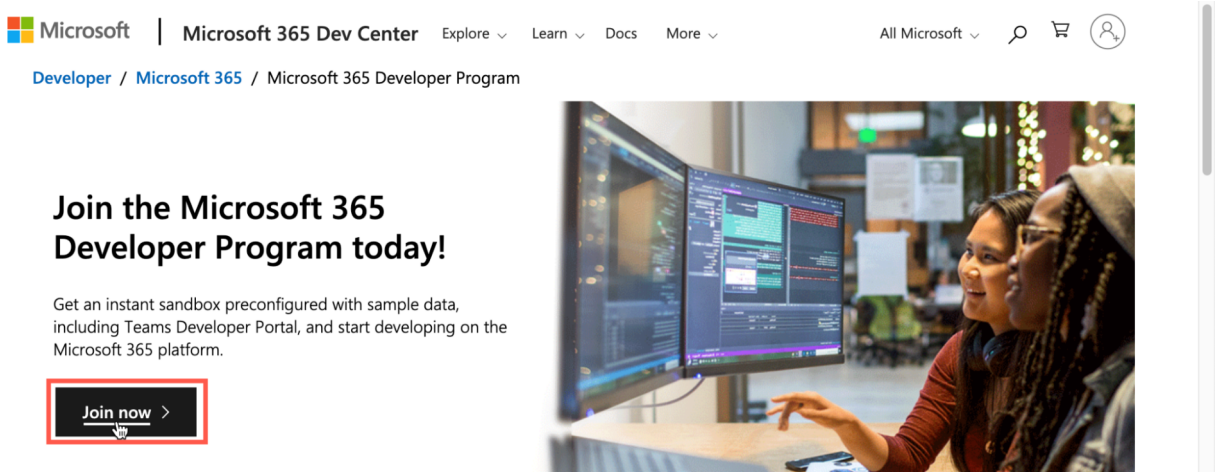 Microsoft | Microsoft 365 Dev Center Explore Learn Docs More All Microsoft
Developer / Microsoft 365 / Microsoft 365 Developer Program
Join the Microsoft 365
Developer Program today!
Get an instant sandbox preconfigured with sample data,
including Teams Developer Portal, and start developing on the
Microsoft 365 platform.
Join now